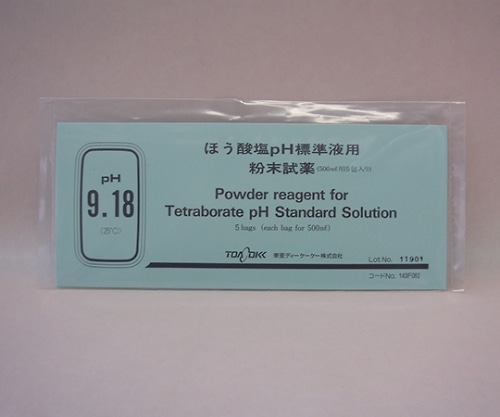 ほう酸塩pH標準液用
粉末試薬 (500mℓ用5包入り)
pH
9.18
(25℃)
Powder reagent for
Tetraborate pH Standard Solution
5 bags (each bag for 500mℓ)
東亜ディーケーケー株式会社
Lot No. 11901
コードNo. 143F062